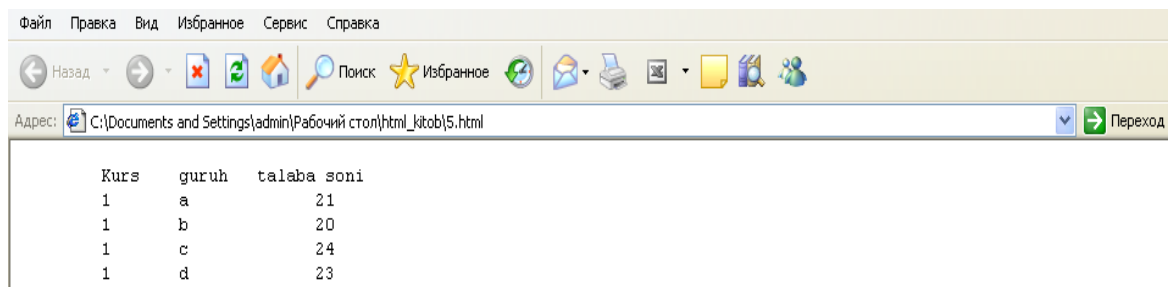 Файл Правка Вид Избранное Сервис Справка
Назад Поиск Избранное
Адрес: C:\Documents and Settings\admin\Рабочий стол\html_kitob\5.html Переход
Kurs guruh talaba soni
1 a 21
1 b 20
1 c 24
1 d 23